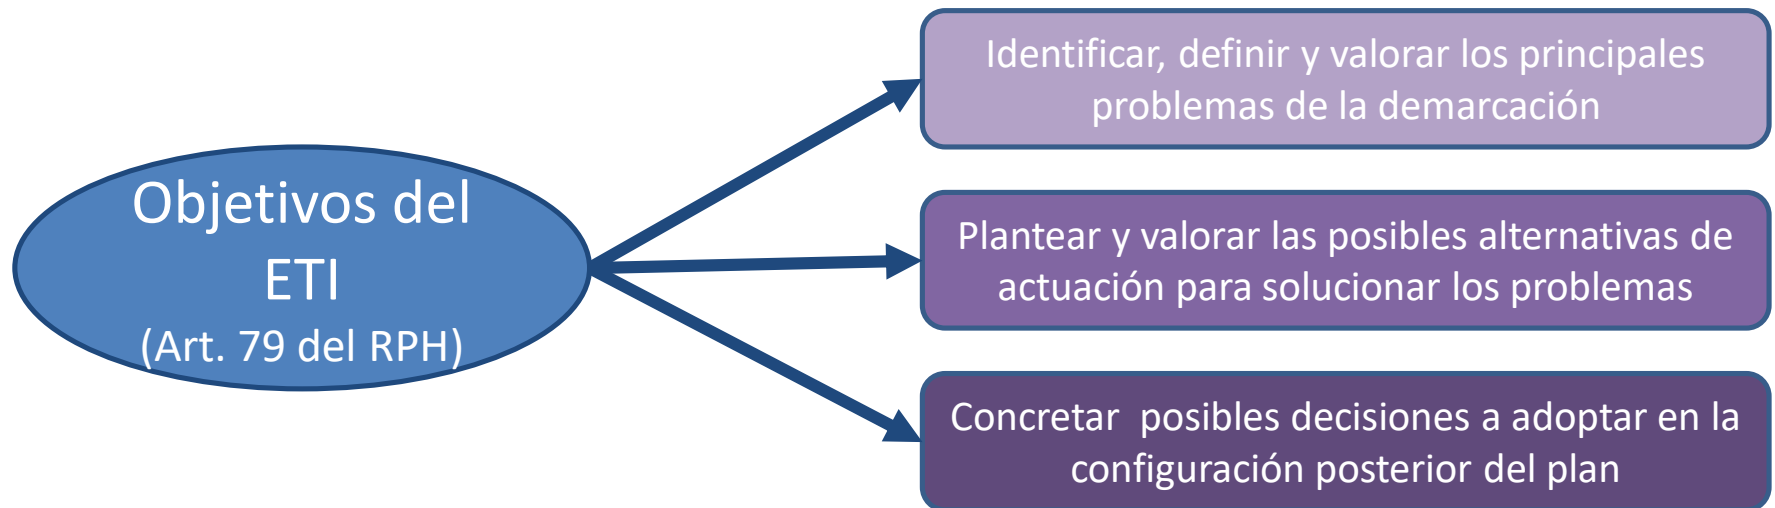 Objetivos del
ETI
(Art. 79 del RPH)
Identificar, definir y valorar los principales
problemas de la demarcación
Plantear y valorar las posibles alternativas de
actuación para solucionar los problemas
Concretar  posibles decisiones a adoptar en la
configuración posterior del plan